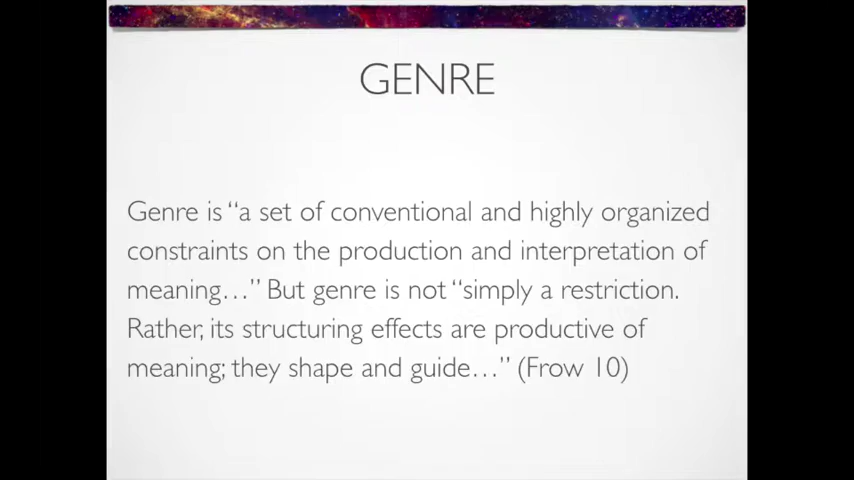 GENRE
Genre is “a set of conventional and highly organized
constraints on the production and interpretation of
meaning…” But genre is not “simply a restriction.
Rather, its structuring effects are productive of
meaning; they shape and guide…” (Frow 10)